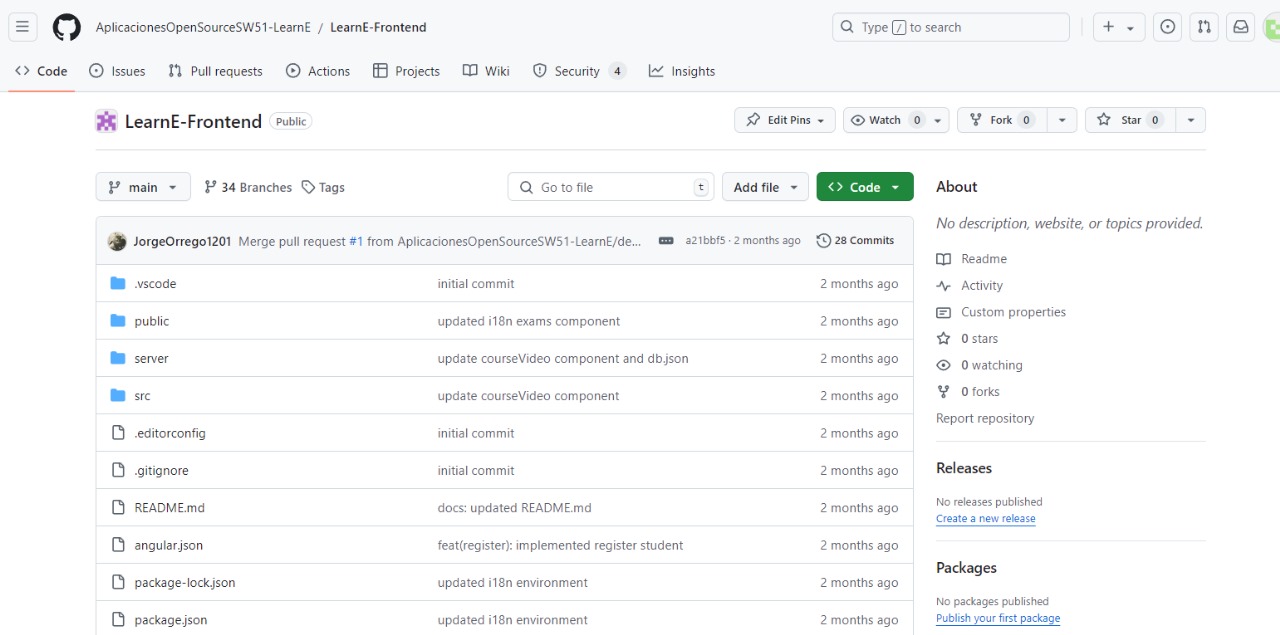 AplicacionesOpenSourceSW51-LearnE / LearnE-Frontend
Type / to search
Code Issues Pull requests Actions Projects Wiki Security 4 Insights
LearnE-Frontend Public
Edit Pins Watch 0 Fork 0 Star 0
main 34 Branches Tags
Go to file t Add file Code
JorgeOrrego1201 Merge pull request #1 from AplicacionesOpenSourceSW51-LearnE/de... a21bbf5 · 2 months ago 28 Commits
.vscode initial commit 2 months ago
public updated i18n exams component 2 months ago
server update courseVideo component and db.json 2 months ago
src update courseVideo component 2 months ago
.editorconfig initial commit 2 months ago
.gitignore initial commit 2 months ago
README.md docs: updated README.md 2 months ago
angular.json feat(register): implemented register student 2 months ago
package-lock.json updated i18n environment 2 months ago
package.json updated i18n environment 2 months ago
About
No description, website, or topics provided.
Readme
Activity
Custom properties
0 stars
0 watching
0 forks
Report repository
Releases
No releases published
Create a new release
Packages
No packages published
Publish your first package